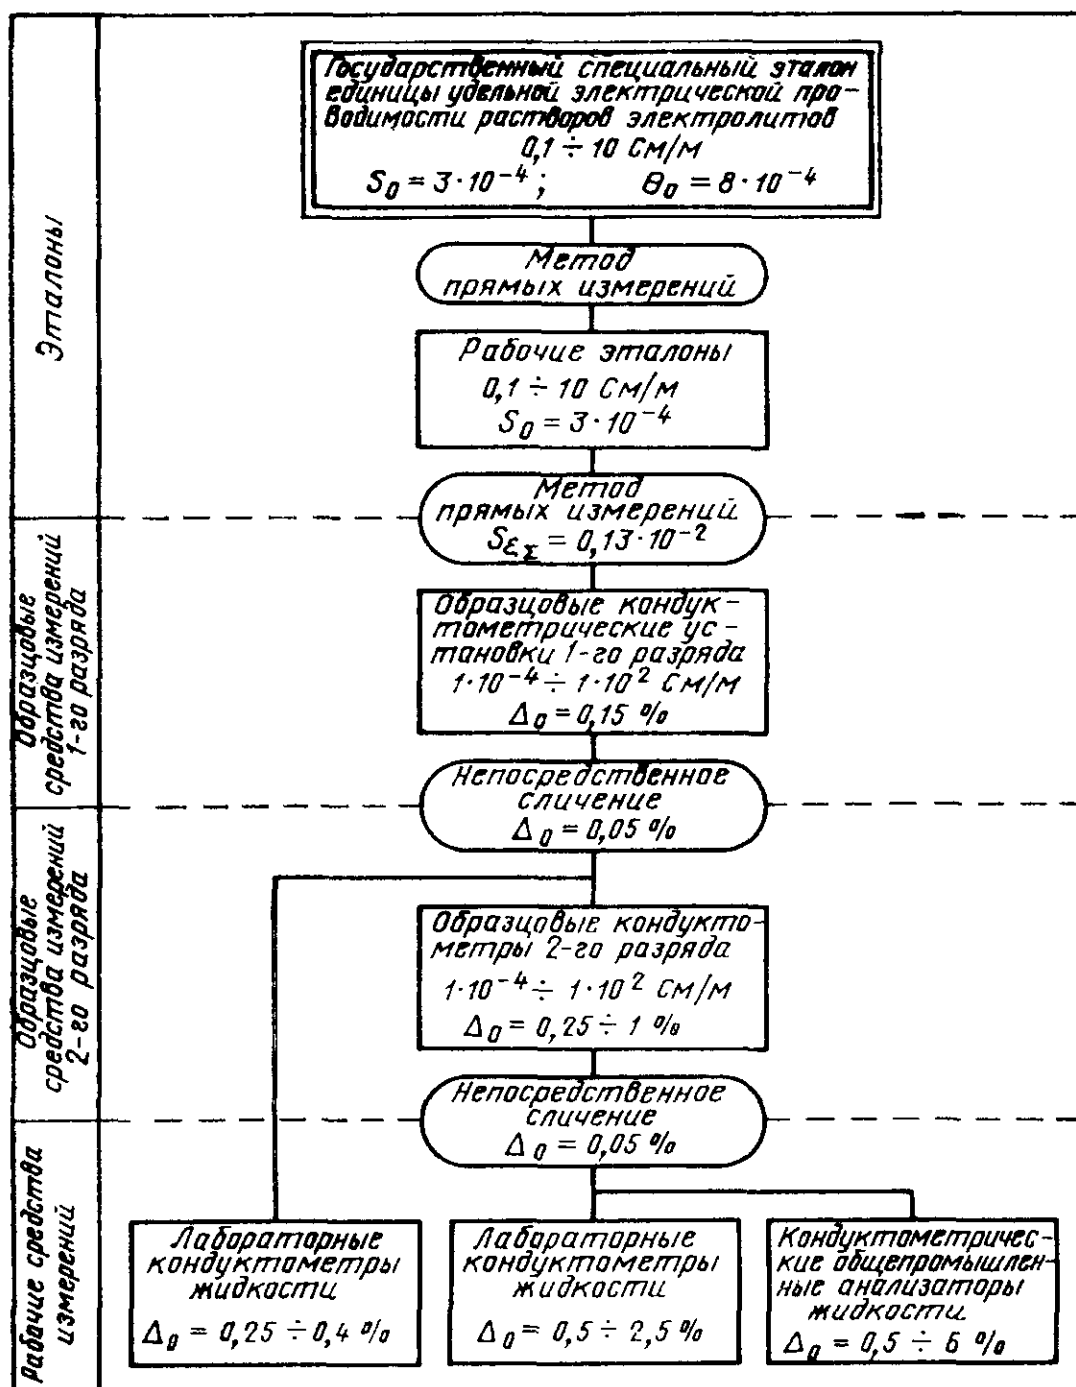 Эталоны
Государственный специальный эталон
единицы удельной электрической про-
водимости растворов электролитов
0,1 ÷ 10 См/м
S₀ = 3·10⁻⁴; Θ₀ = 8·10⁻⁴
Метод
прямых измерений
Рабочие эталоны
0,1 ÷ 10 См/м
S₀ = 3·10⁻⁴
Метод
прямых измерений
S_{ε_Σ} = 0,13·10⁻²
Образцовые
средства измерений
1-го разряда
Образцовые кондук-
тометрические ус-
тановки 1-го разряда
1·10⁻⁴ ÷ 1·10² См/м
Δ₀ = 0,15 %
Непосредственное
сличение
Δ₀ = 0,05 %
Образцовые
средства измерений
2-го разряда
Образцовые кондукто-
метры 2-го разряда
1·10⁻⁴ ÷ 1·10² См/м
Δ₀ = 0,25 ÷ 1 %
Непосредственное
сличение
Δ₀ = 0,05 %
Рабочие средства
измерений
Лабораторные
кондуктометры
жидкости
Δ₀ = 0,25 ÷ 0,4 %
Лабораторные
кондуктометры
жидкости
Δ₀ = 0,5 ÷ 2,5 %
Кондуктометричес-
кие общепромышлен-
ные анализаторы
жидкости
Δ₀ = 0,5 ÷ 6 %